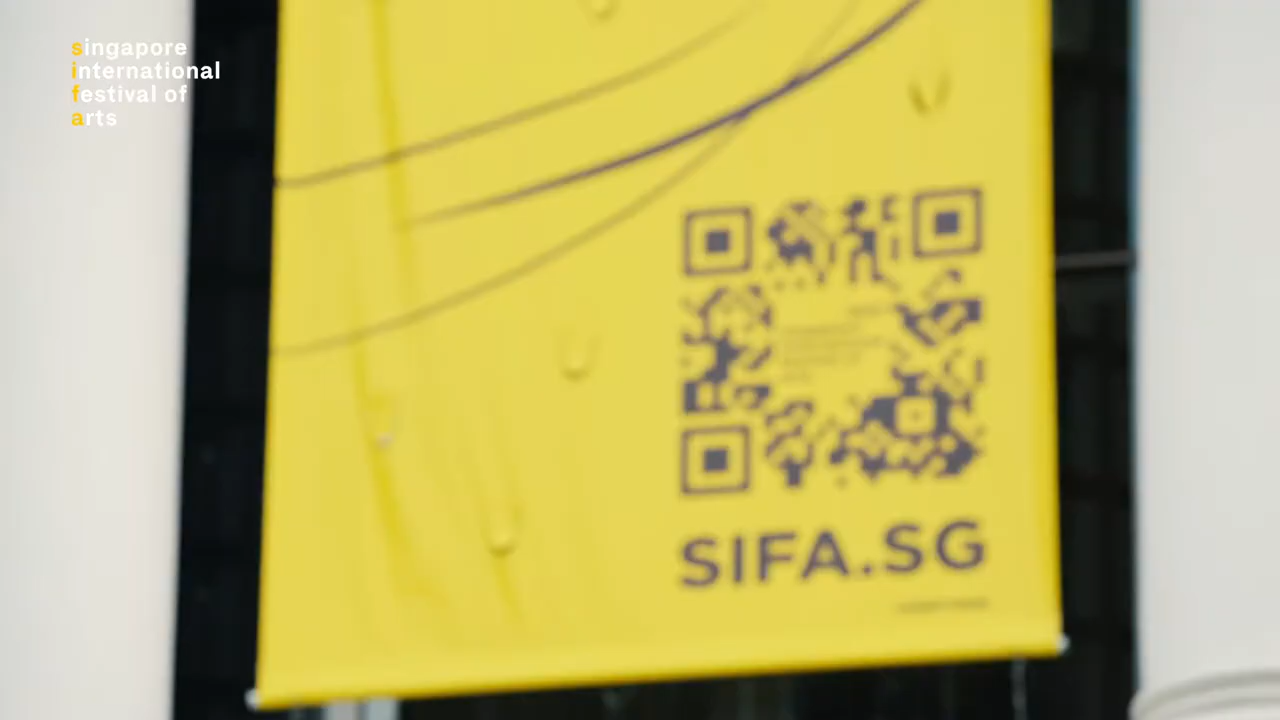 singapore
international
festival of
arts
SIFA.SG